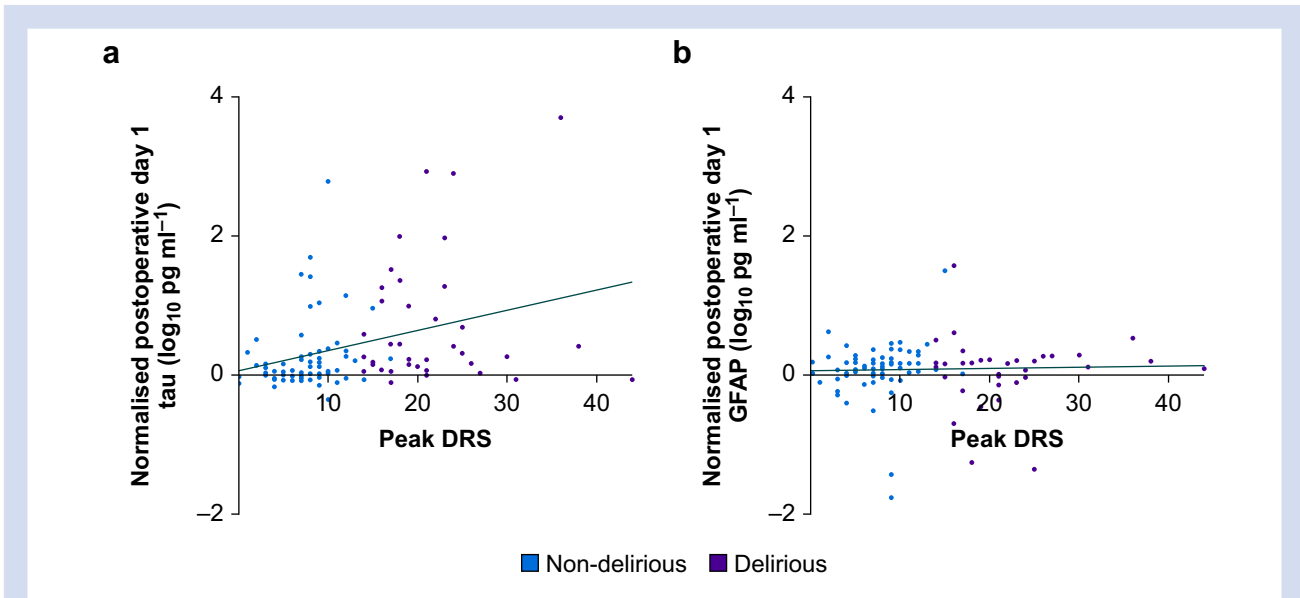 a
4
2
0
–2
10
20
30
40
Normalised postoperative day 1
tau (log10 pg ml−1)
Peak DRS
b
4
2
0
–2
10
20
30
40
Normalised postoperative day 1
GFAP (log10 pg ml−1)
Peak DRS
Non-delirious
Delirious